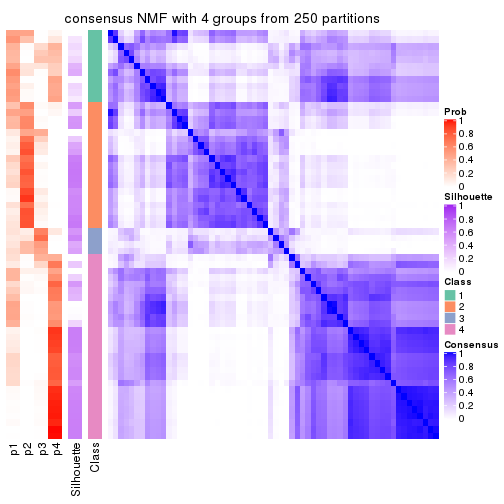 consensus NMF with 4 groups from 250 partitions
Prob
1
0.8
0.6
0.4
0.2
0
Silhouette
1
0.8
0.6
0.4
0.2
0
Class
1
2
3
4
Consensus
1
0.8
0.6
0.4
0.2
0
p1
p2
p3
p4
Silhouette
Class